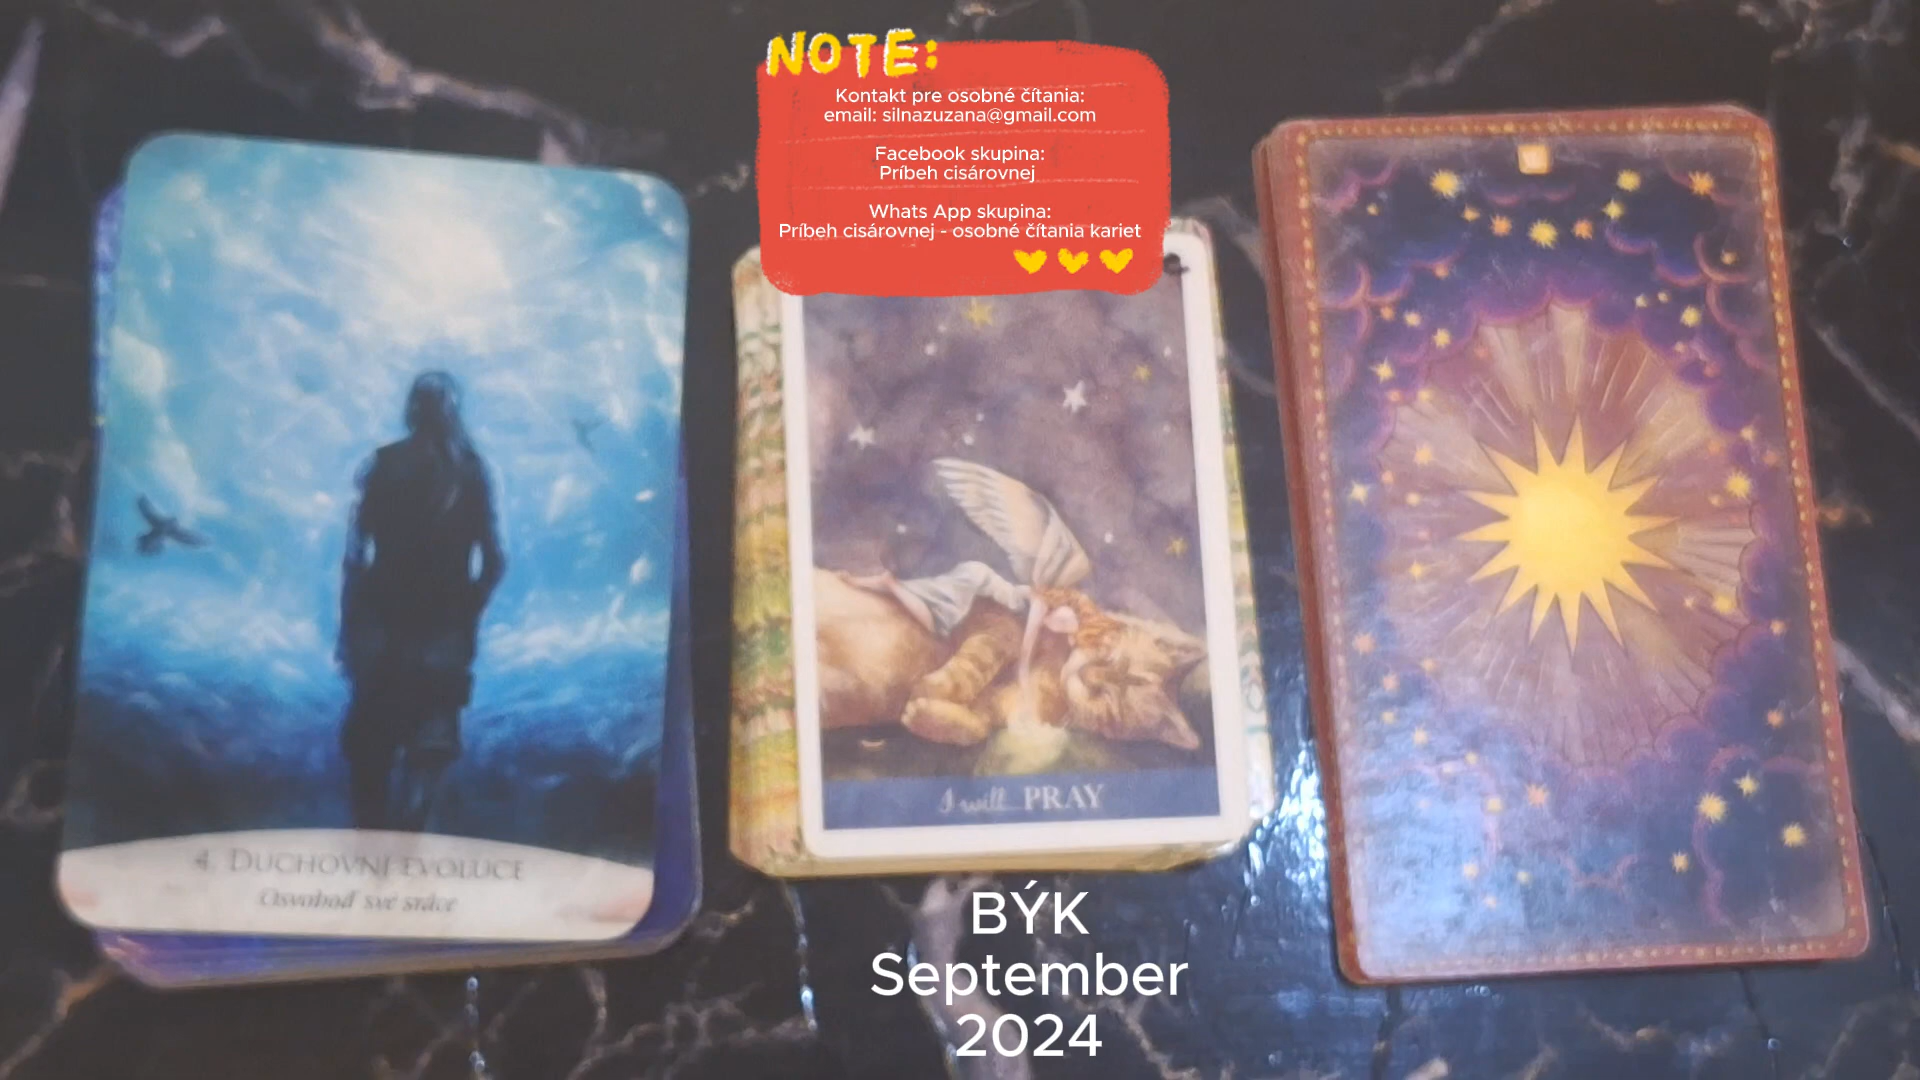 NOTE:
Kontakt pre osobné čítania:
email: silnazuzana@gmail.com
Facebook skupina:
Príbeh cisárovnej
Whats App skupina:
Príbeh cisárovnej - osobné čítania kariet
4. DUCHOVNÍ EVOLUCE
Osvoboď své srdce
I will PRAY
BÝK
September
2024